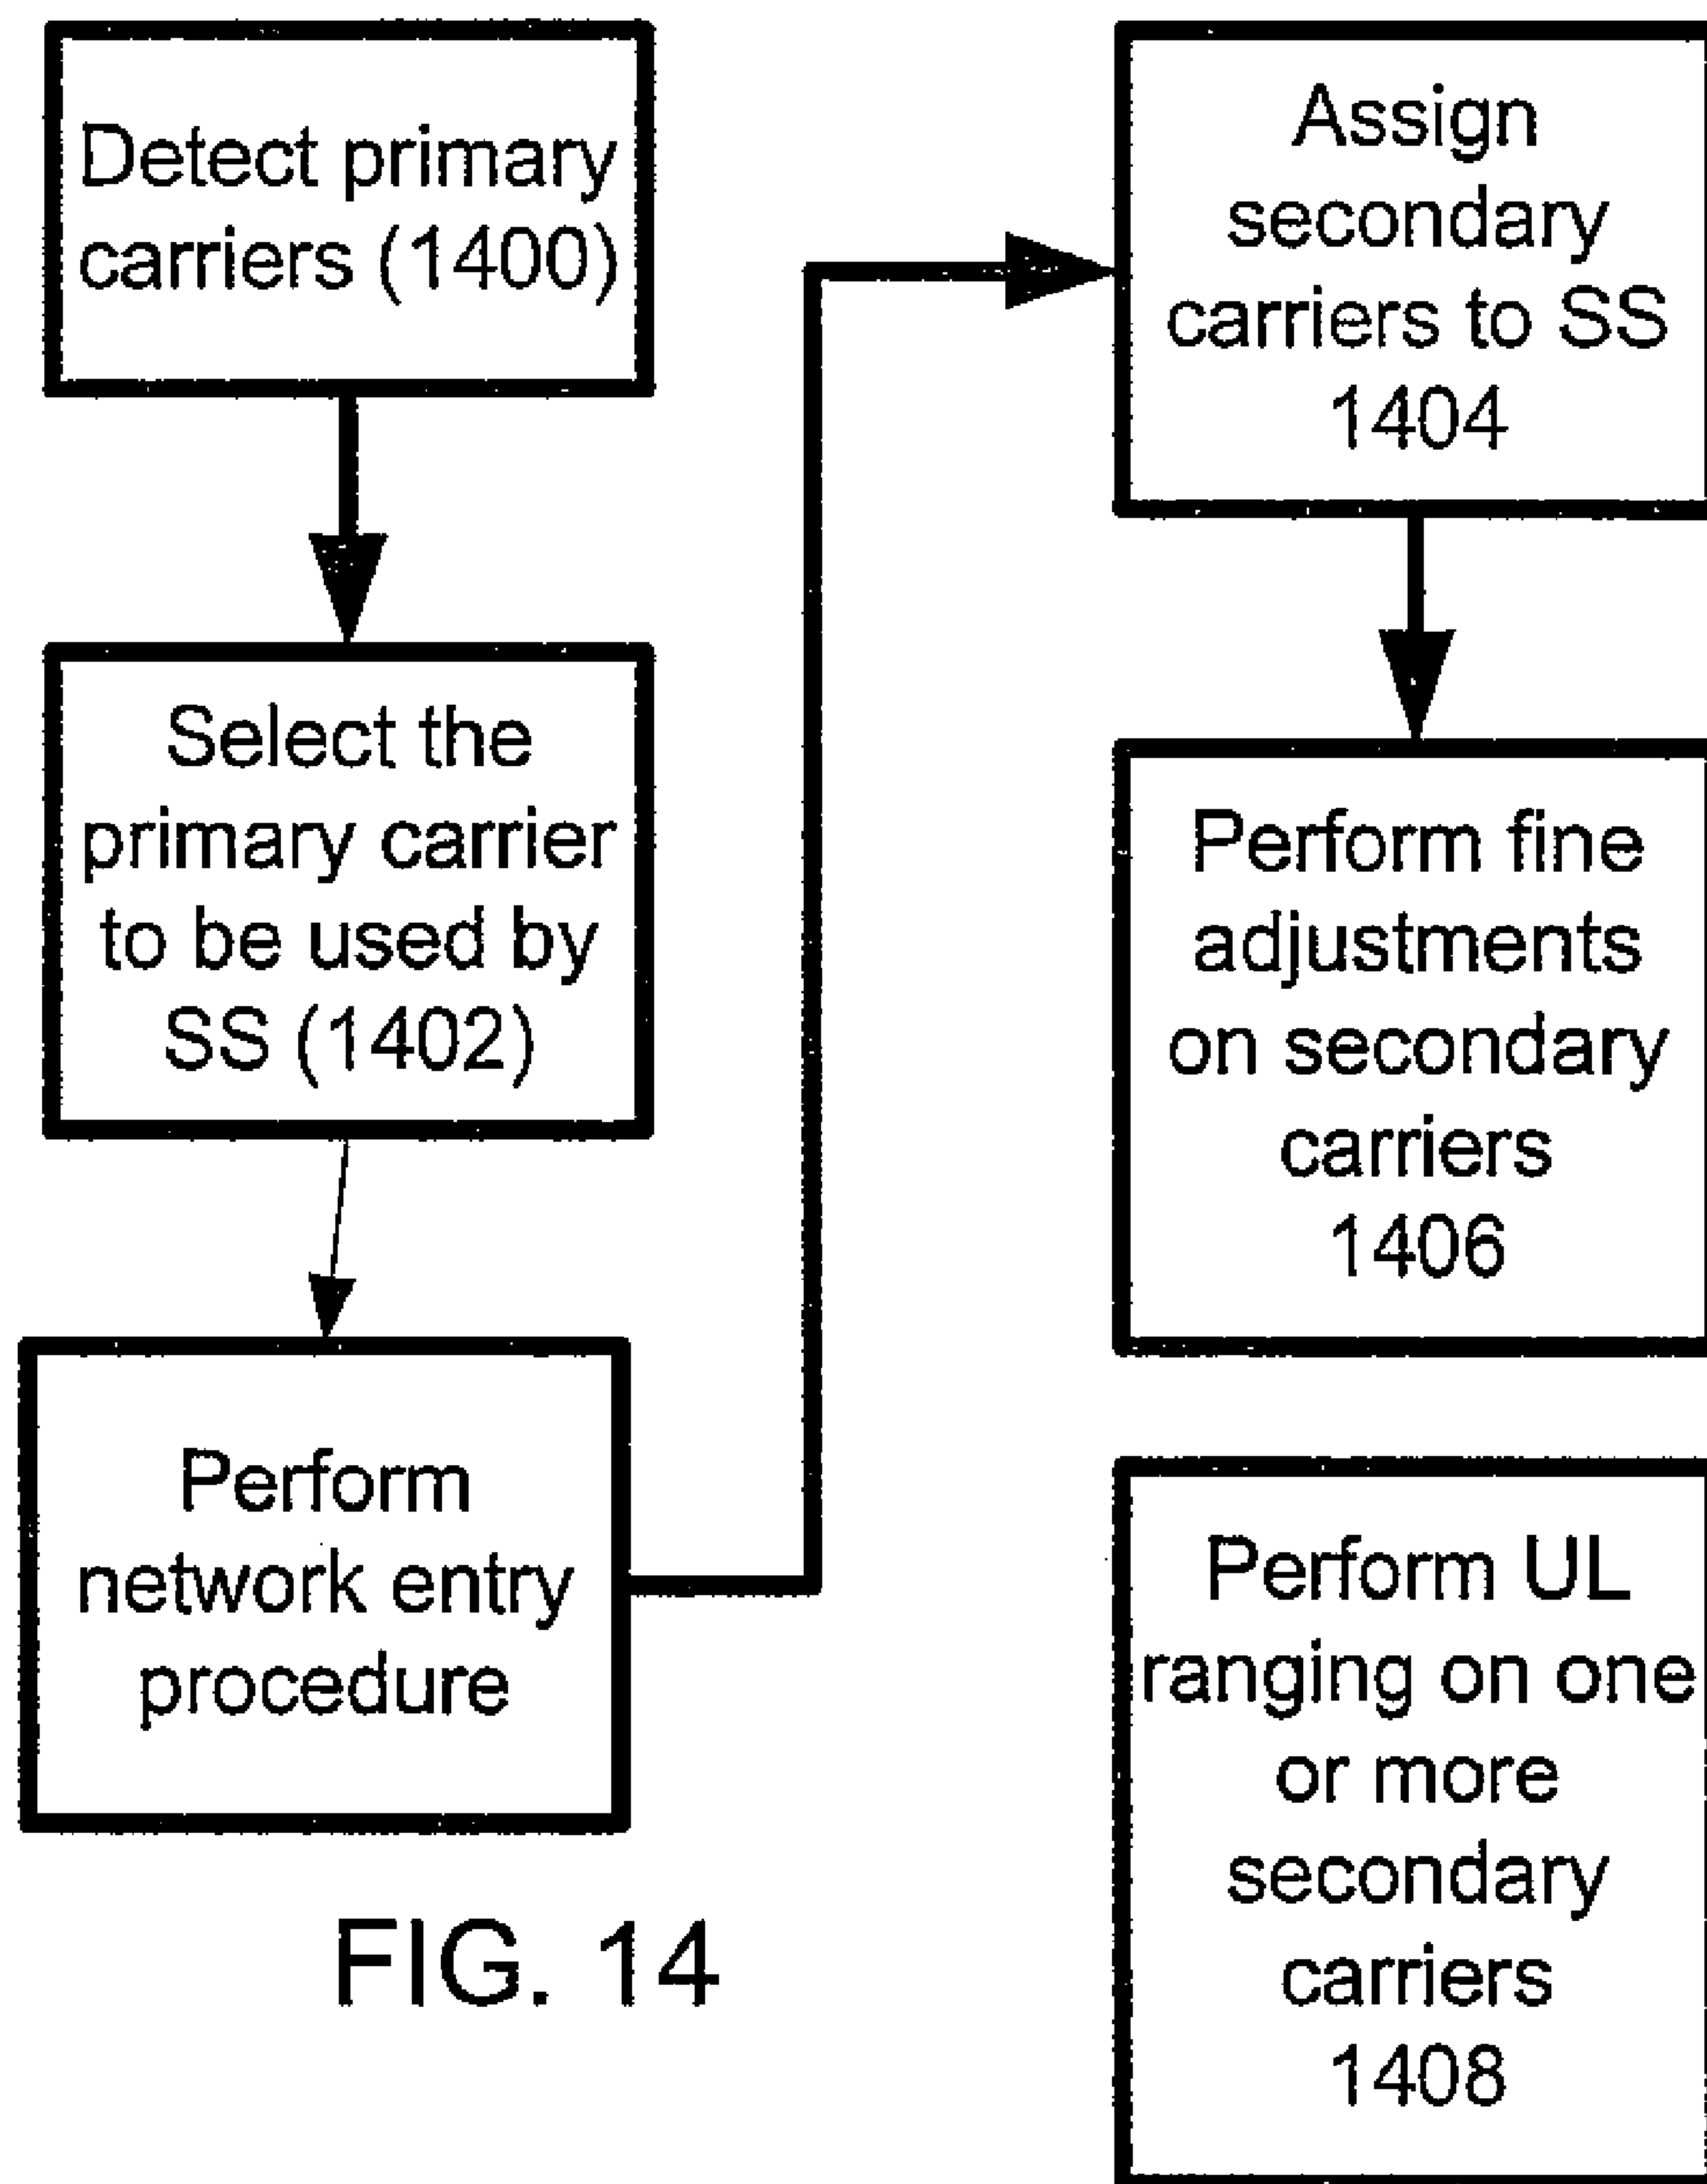 Detect primary
carriers (1400)
Select the
primary carrier
to be used by
SS (1402)
Perform
network entry
procedure
Assign
secondary
carriers to SS
1404
Perform fine
adjustments
on secondary
carriers
1406
Perform UL
ranging on one
or more
secondary
carriers
1408
FIG. 14